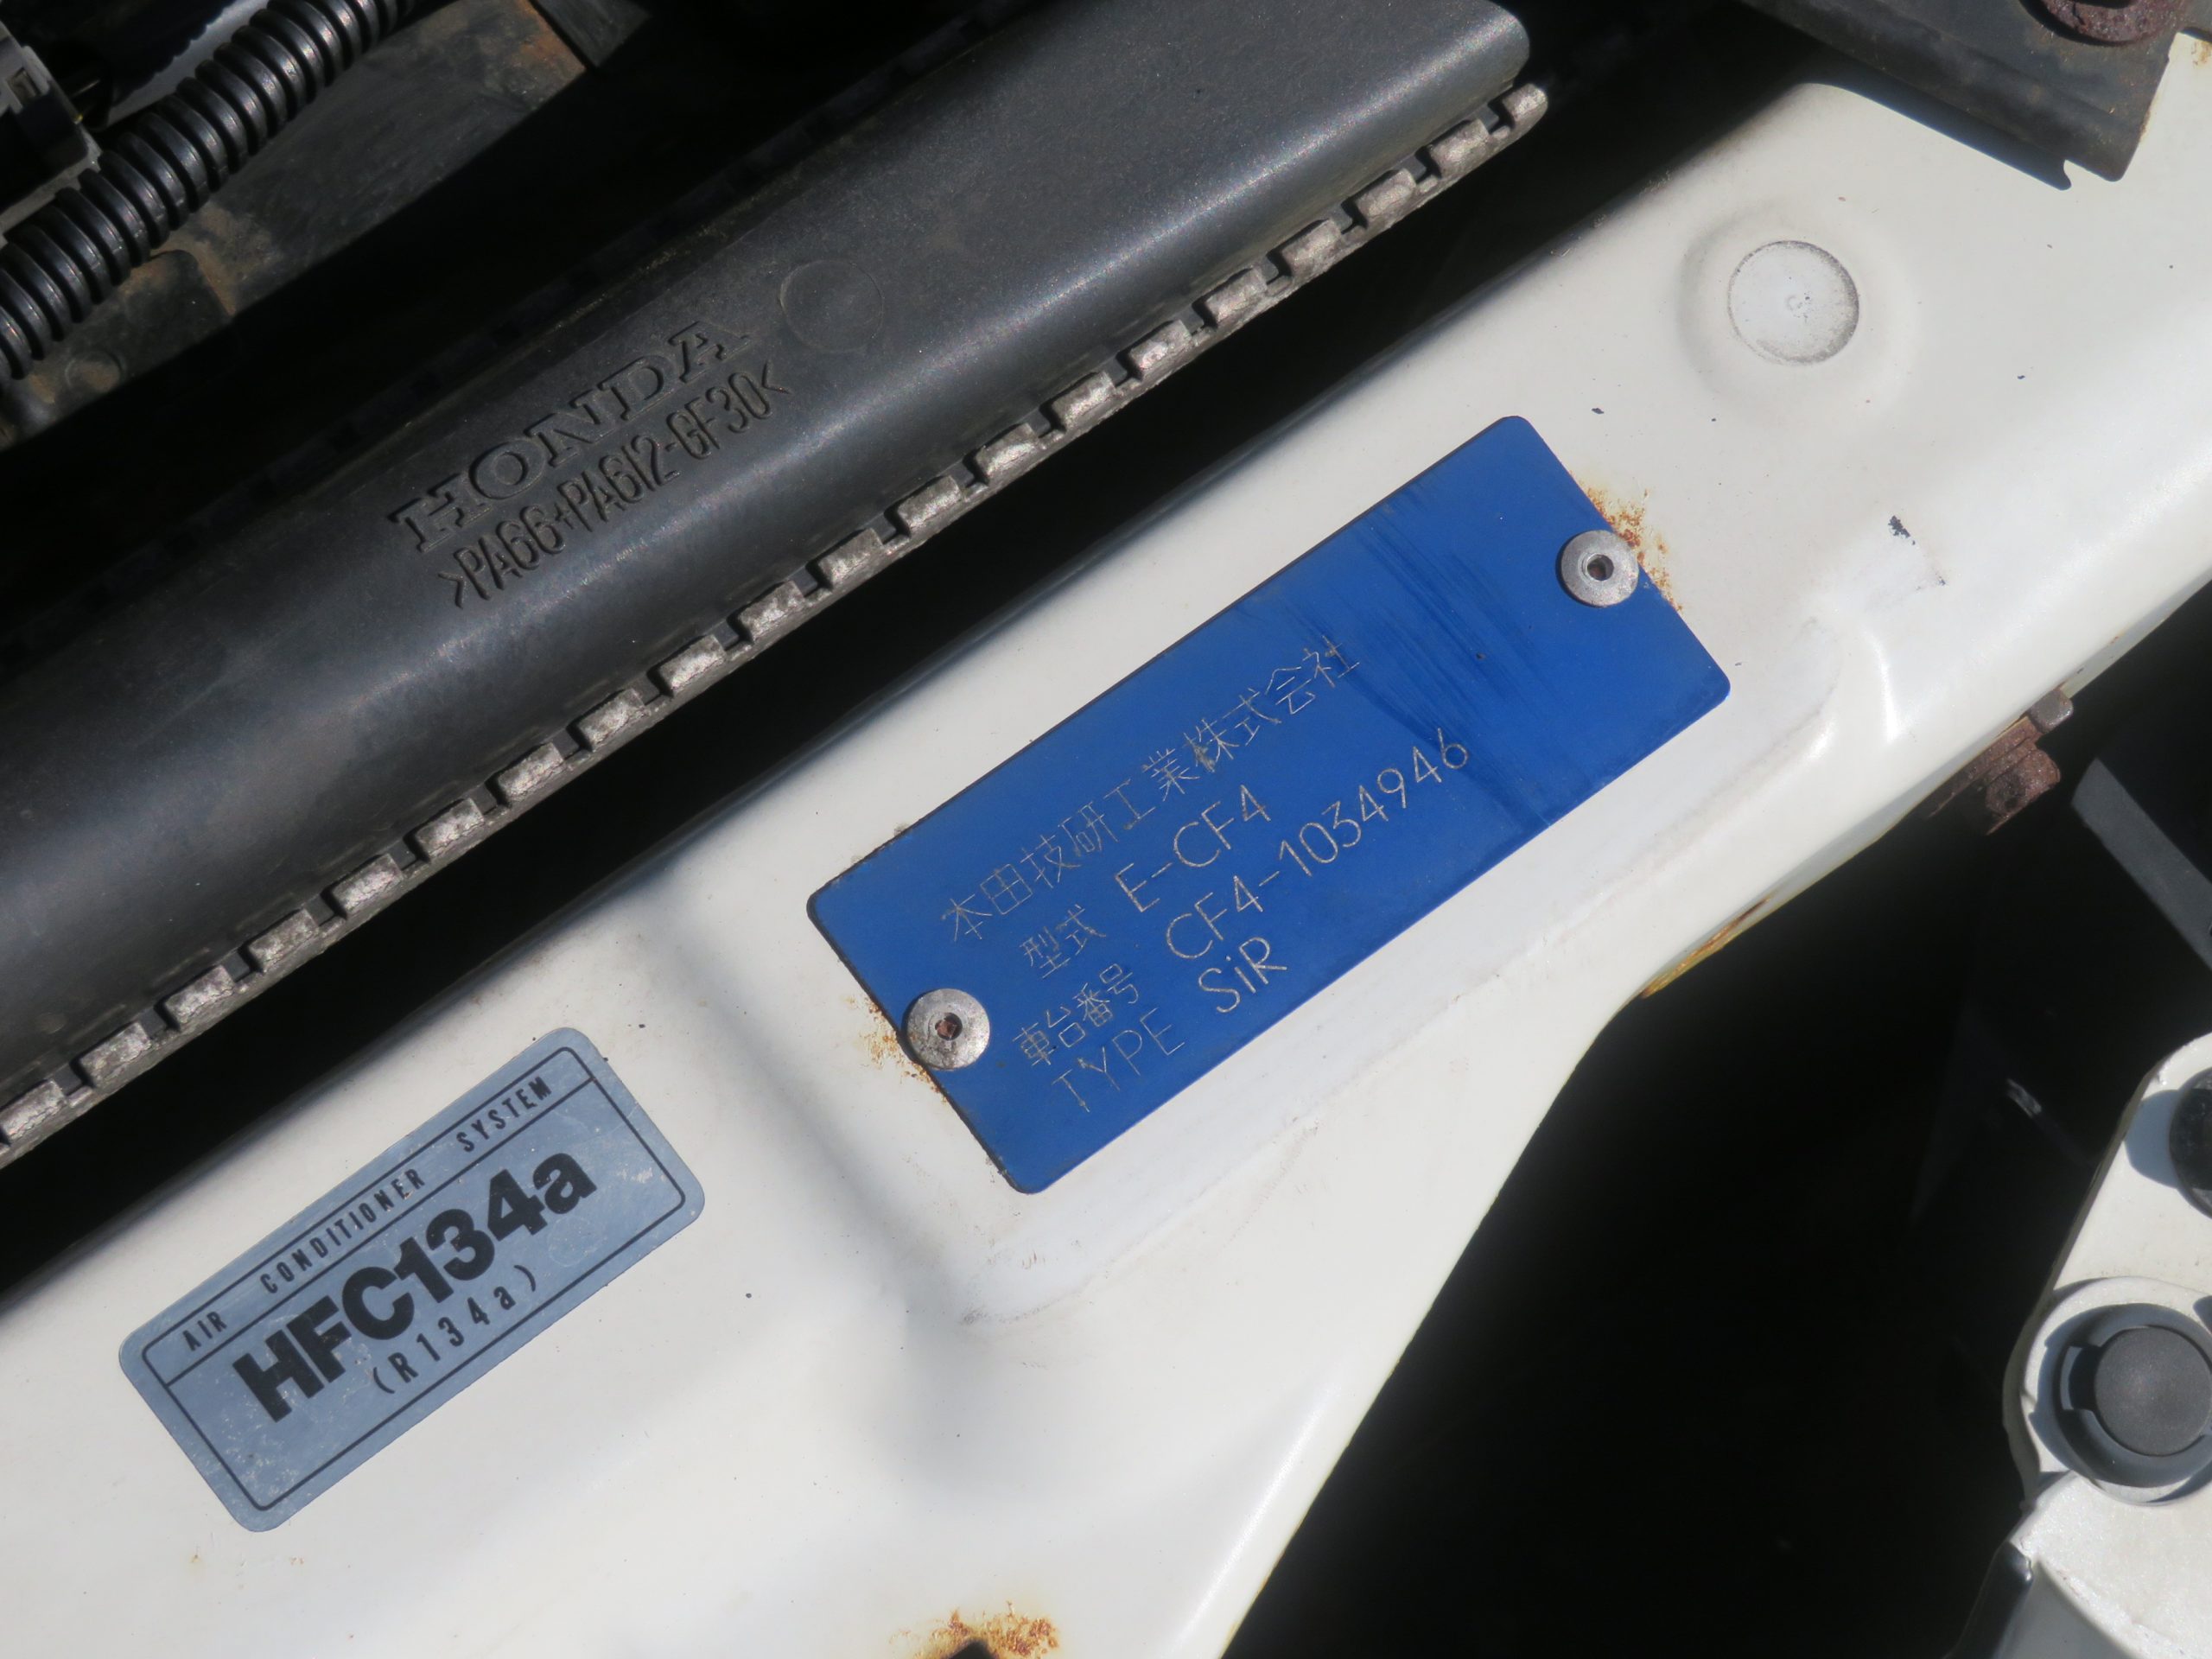 HONDA
>PA66+PA612-GF30<
本田技研工業株式会社
型式 E-CF4
車台番号 CF4-1034946
TYPE SiR
AIR CONDITIONER SYSTEM
HFC134a
(R134a)